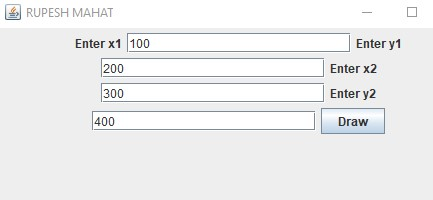 RUPESH MAHAT
Enter x1 100 Enter y1
200 Enter x2
300 Enter y2
400 Draw